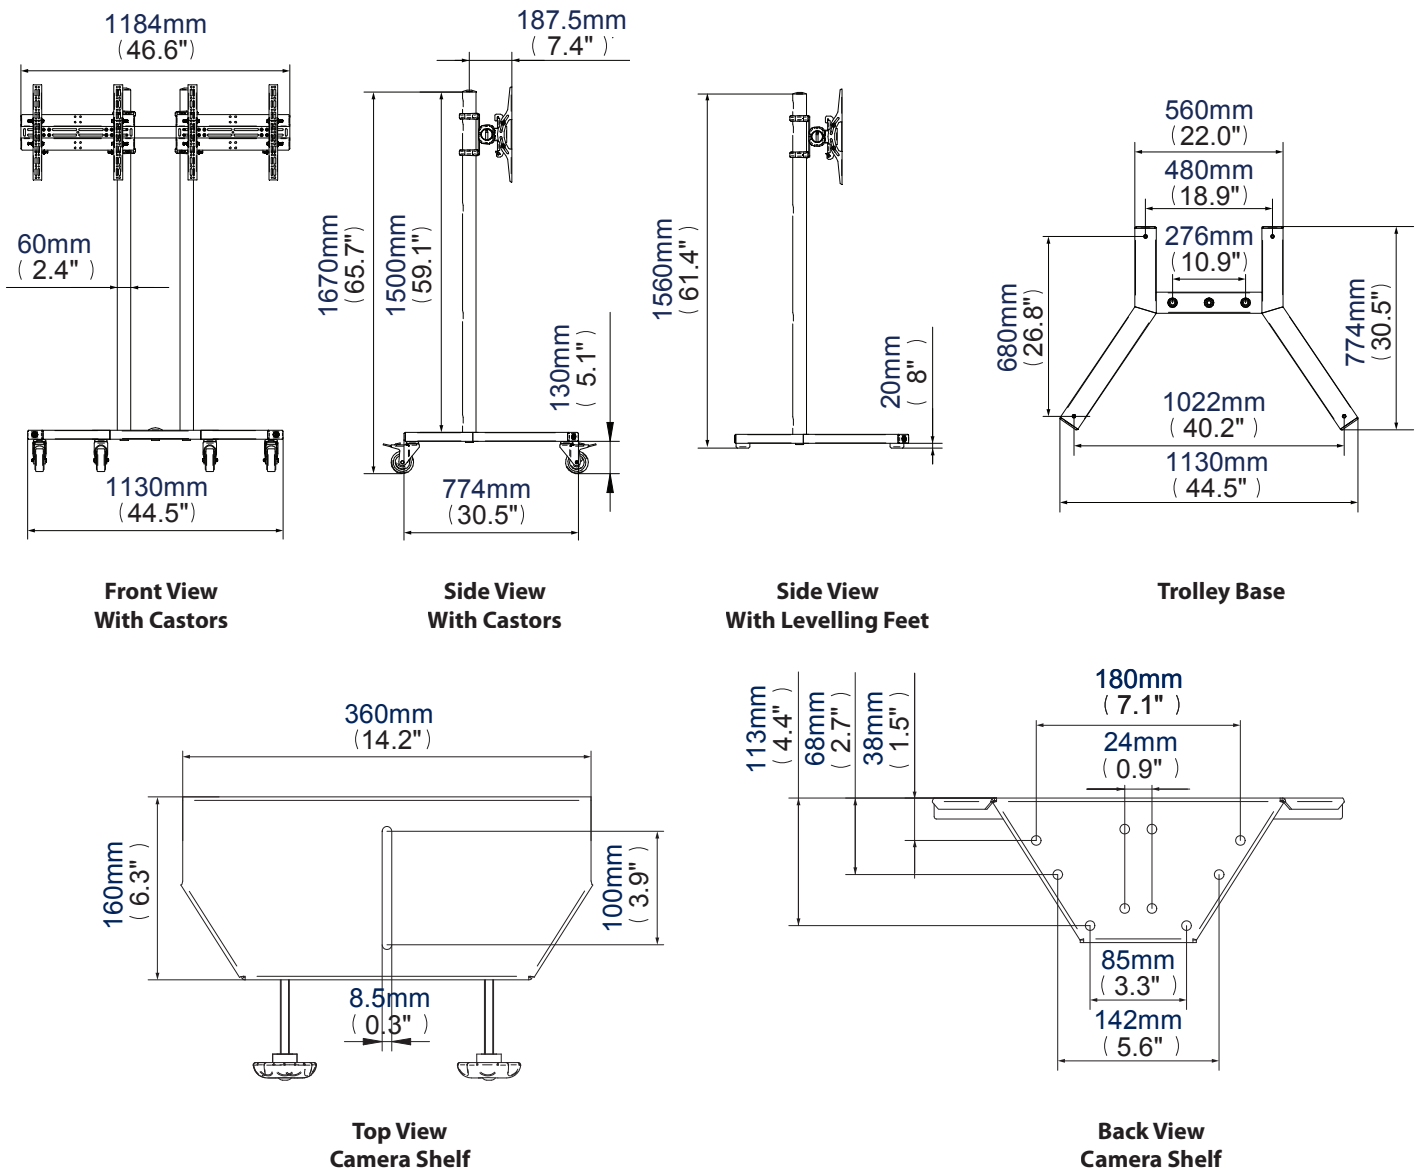 1184mm
(46.6")
60mm
(2.4")
1130mm
(44.5")
Front View
With Castors
187.5mm
(7.4")
1670mm
(65.7")
1500mm
(59.1")
130mm
(5.1")
774mm
(30.5")
Side View
With Castors
1560mm
(61.4")
20mm
(8")
Side View
With Levelling Feet
560mm
(22.0")
480mm
(18.9")
276mm
(10.9")
680mm
(26.8")
774mm
(30.5")
1022mm
(40.2")
1130mm
(44.5")
Trolley Base
360mm
(14.2")
160mm
(6.3")
100mm
(3.9")
8.5mm
(0.3")
Top View
Camera Shelf
113mm
(4.4")
68mm
(2.7")
38mm
(1.5")
180mm
(7.1")
24mm
(0.9")
85mm
(3.3")
142mm
(5.6")
Back View
Camera Shelf